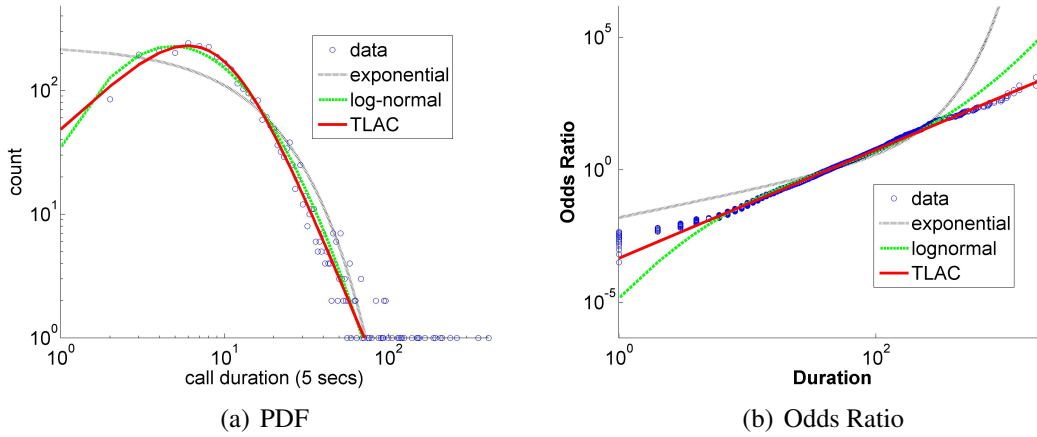 10^2
10^1
10^0
count
10^0
10^1
10^2
call duration (5 secs)
data
exponential
log-normal
TLAC
(a) PDF
10^5
10^0
10^-5
Odds Ratio
10^0
10^2
Duration
data
exponential
lognormal
TLAC
(b) Odds Ratio